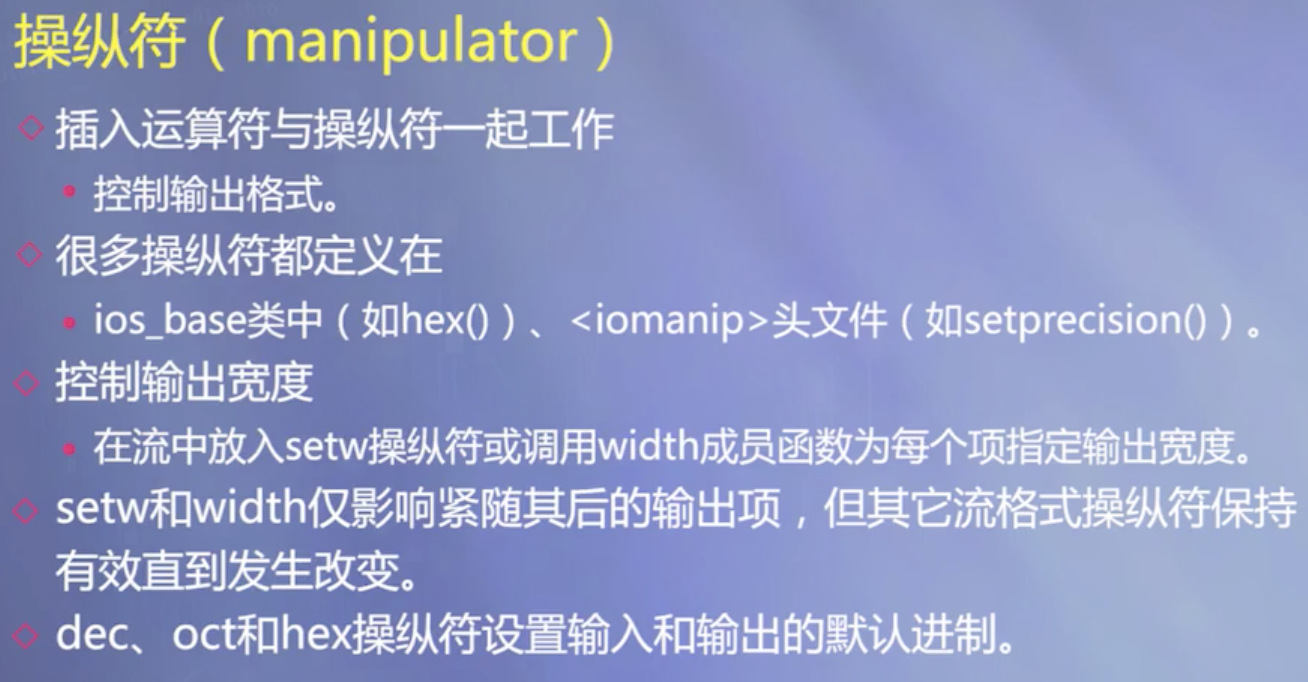 操纵符（manipulator）
插入运算符与操纵符一起工作
控制输出格式。
很多操纵符都定义在
ios_base类中（如hex()）、<iomanip>头文件（如setprecision()）。
控制输出宽度
在流中放入setw操纵符或调用width成员函数为每个项指定输出宽度。
setw和width仅影响紧随其后的输出项，但其它流格式操纵符保持
有效直到发生改变。
dec、oct和hex操纵符设置输入和输出的默认进制。